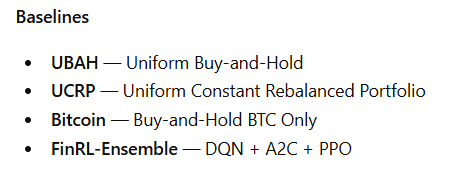 Baselines
• UBAH — Uniform Buy-and-Hold
• UCRP — Uniform Constant Rebalanced Portfolio
• Bitcoin — Buy-and-Hold BTC Only
• FinRL-Ensemble — DQN + A2C + PPO